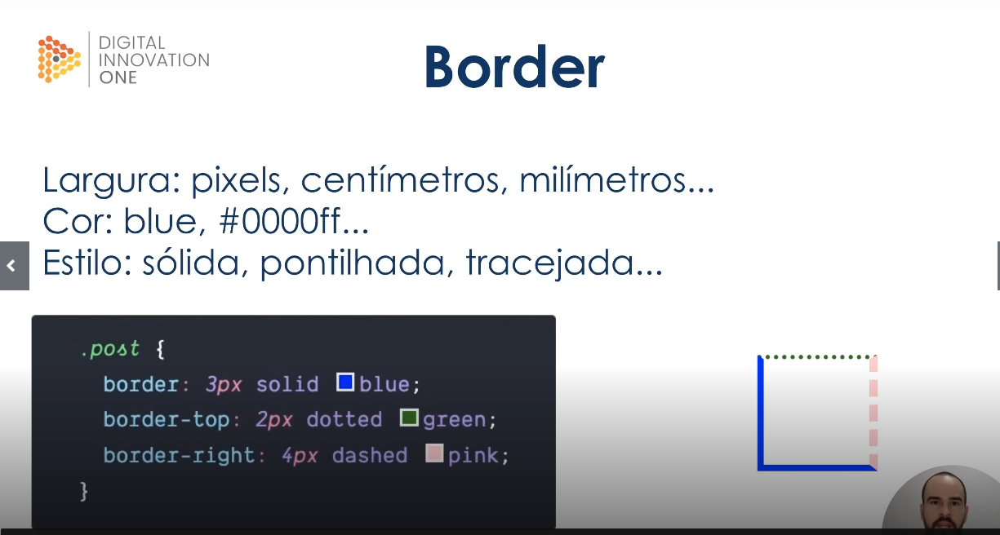 DIGITAL
INNOVATION
ONE
Border
Largura: pixels, centímetros, milímetros...
Cor: blue, #0000ff...
Estilo: sólida, pontilhada, tracejada...
.post {
border: 3px solid blue;
border-top: 2px dotted green;
border-right: 4px dashed pink;
}